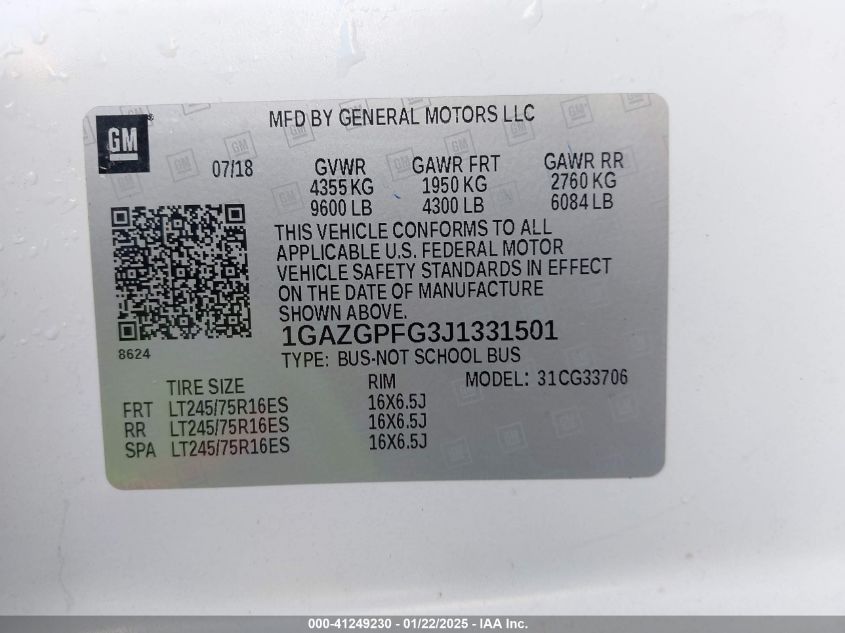 MFD BY GENERAL MOTORS LLC
GM
07/18 GVWR GAWR FRT GAWR RR
4355 KG 1950 KG 2760 KG
9600 LB 4300 LB 6084 LB
THIS VEHICLE CONFORMS TO ALL
APPLICABLE U.S. FEDERAL MOTOR
VEHICLE SAFETY STANDARDS IN EFFECT
ON THE DATE OF MANUFACTURE
SHOWN ABOVE.
1GAZGPFG3J1331501
8624
TYPE: BUS-NOT SCHOOL BUS
TIRE SIZE RIM MODEL: 31CG33706
FRT LT245/75R16ES 16X6.5J
RR LT245/75R16ES 16X6.5J
SPA LT245/75R16ES 16X6.5J
000-41249230 - 01/22/2025 - IAA Inc.